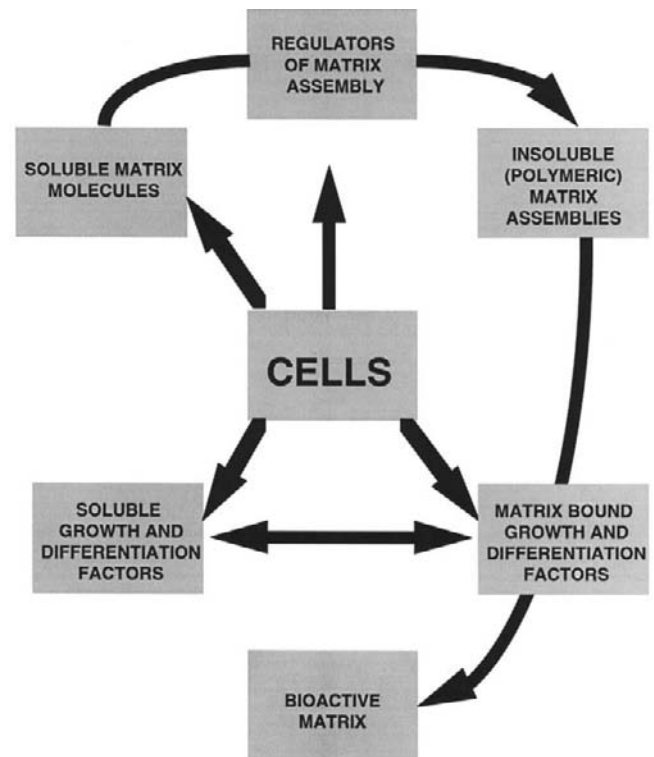 REGULATORS
OF MATRIX
ASSEMBLY
SOLUBLE MATRIX
MOLECULES
INSOLUBLE
(POLYMERIC)
MATRIX
ASSEMBLIES
CELLS
SOLUBLE
GROWTH AND
DIFFERENTIATION
FACTORS
MATRIX BOUND
GROWTH AND
DIFFERENTIATION
FACTORS
BIOACTIVE
MATRIX